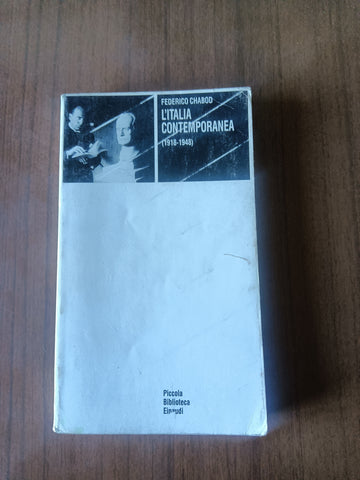 FEDERICO CHABOD
L'ITALIA
CONTEMPORANEA
(1918-1948)
Piccola
Biblioteca
Einaudi